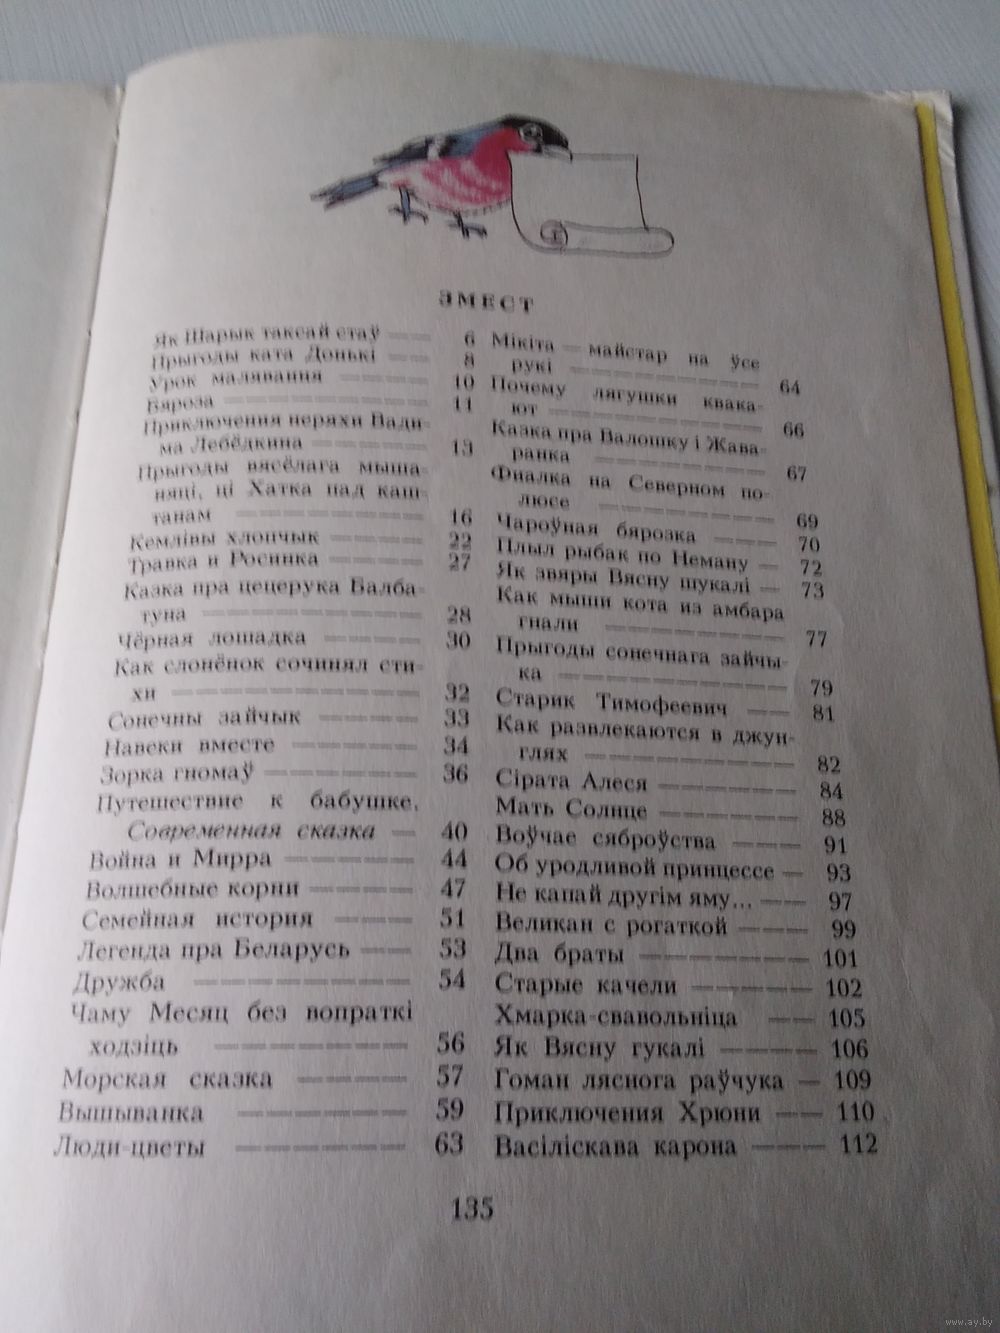 ЗМЕСТ
Як Шарык таксай стаў — 6
Прыгоды ката Донькі — 8
Урок малявання — 10
Бяроза — 11
Приключения неряхи Вади-
ма Лебёдкина — 13
Прыгоды вясёлага мыша-
няці, ці Хатка пад каш-
танам — 16
Кемлівы хлопчык — 22
Травка и Росинка — 27
Казка пра цецерука Балба-
туна — 28
Чёрная лошадка — 30
Как слонёнок сочинял сти-
хи — 32
Сонечны зайчык — 33
Навеки вместе — 34
Зорка гномаў — 36
Путешествие к бабушке.
Современная сказка — 40
Война и Мирра — 44
Волшебные корни — 47
Семейная история — 51
Легенда пра Беларусь — 53
Дружба — 54
Чаму Месяц без вопраткі
ходзіць — 56
Морская сказка — 57
Вышыванка — 59
Люди-цветы — 63
Мікіта — майстар на ўсе
рукі — 64
Почему лягушки квака-
ют — 66
Казка пра Валошку і Жава-
ранка — 67
Фиалка на Северном по-
люсе — 69
Чароўная бярозка — 70
Плыл рыбак по Неману — 72
Як звяры Вясну шукалі — 73
Как мыши кота из амбара
гнали — 77
Прыгоды сонечнага зайчы-
ка — 79
Старик Тимофеевич — 81
Как развлекаются в джун-
глях — 82
Сірата Алеся — 84
Мать Солнце — 88
Воўчае сяброўства — 91
Об уродливой принцессе — 93
Не капай другім яму... — 97
Великан с рогаткой — 99
Два браты — 101
Старые качели — 102
Хмарка-свавольніца — 105
Як Вясну гукалі — 106
Гоман ляснога раўчука — 109
Приключения Хрюни — 110
Васіліскава карона — 112
135
www.ay.by